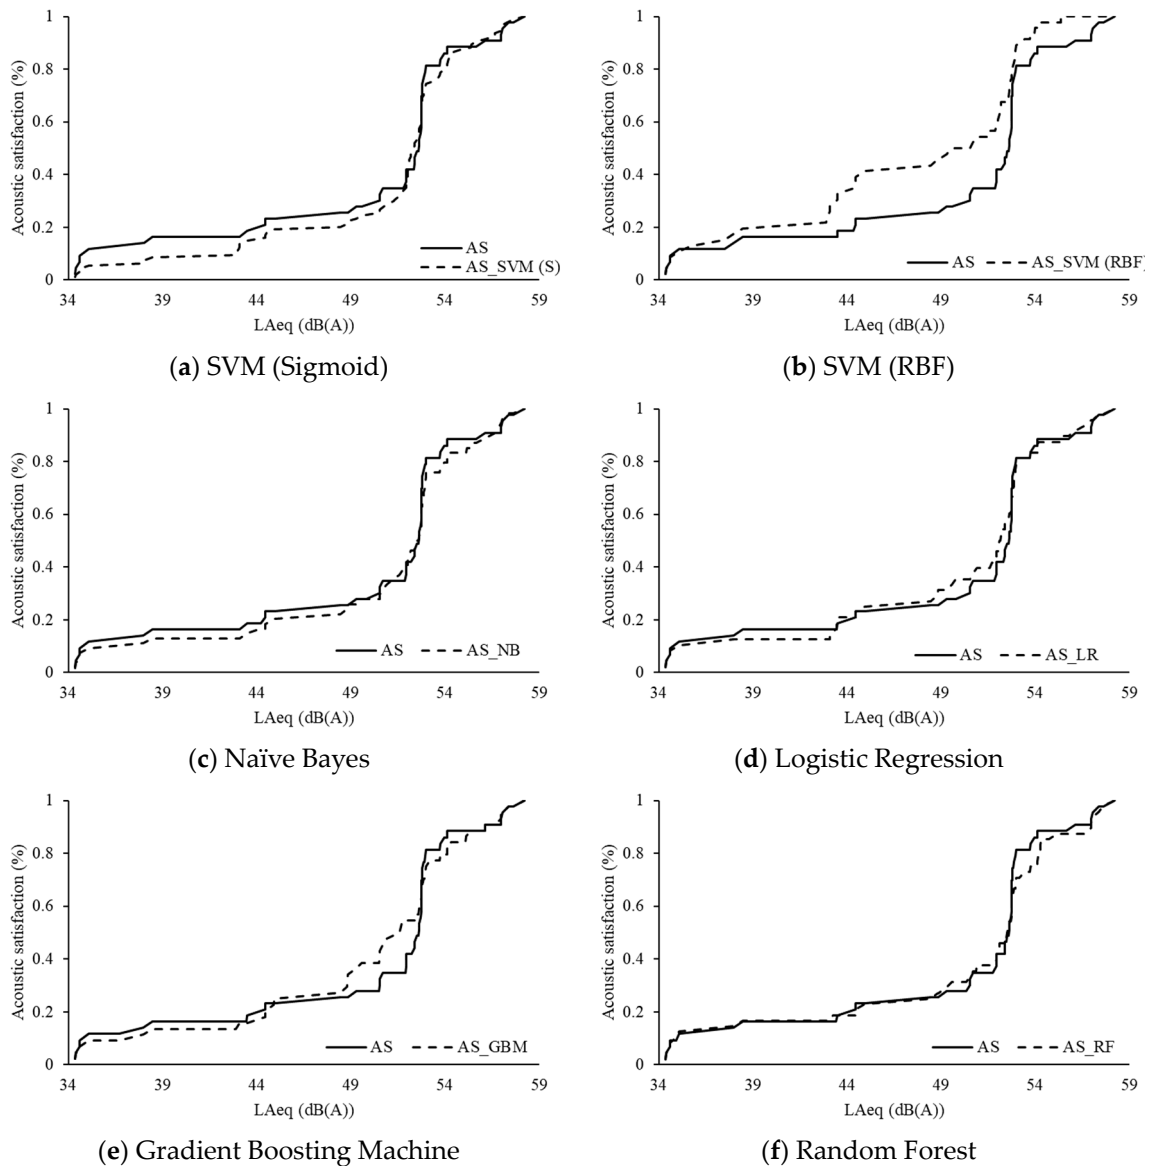 1
0.8
0.6
0.4
0.2
0
Acoustic satisfaction (%)
AS
AS_SVM (S)
34 39 44 49 54 59
LAeq (dB(A))
(a) SVM (Sigmoid)
1
0.8
0.6
0.4
0.2
0
Acoustic satisfaction (%)
AS AS_SVM (RBF)
34 39 44 49 54 59
LAeq (dB(A))
(b) SVM (RBF)
1
0.8
0.6
0.4
0.2
0
Acoustic satisfaction (%)
AS AS_NB
34 39 44 49 54 59
LAeq (dB(A))
(c) Naïve Bayes
1
0.8
0.6
0.4
0.2
0
Acoustic satisfaction (%)
AS AS_LR
34 39 44 49 54 59
LAeq (dB(A))
(d) Logistic Regression
1
0.8
0.6
0.4
0.2
0
Acoustic satisfaction (%)
AS AS_GBM
34 39 44 49 54 59
LAeq (dB(A))
(e) Gradient Boosting Machine
1
0.8
0.6
0.4
0.2
0
Acoustic satisfaction (%)
AS AS_RF
34 39 44 49 54 59
LAeq (dB(A))
(f) Random Forest